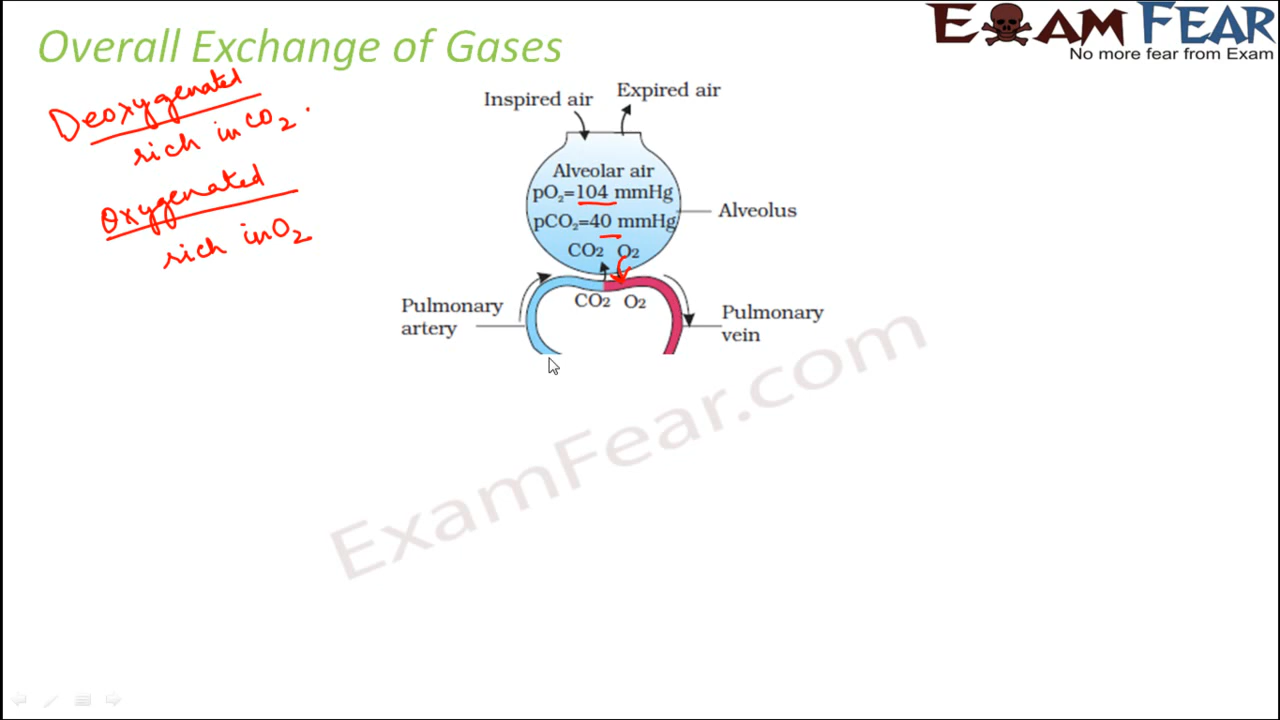 Overall Exchange of Gases
EXAM FEAR
No more fear from Exam
Deoxygenated
rich in CO2.
Oxygenated
rich in O2
Inspired air
Expired air
Alveolar air
pO2=104 mmHg
pCO2=40 mmHg
CO2 O2
Alveolus
CO2 O2
Pulmonary
artery
Pulmonary
vein
ExamFear.com